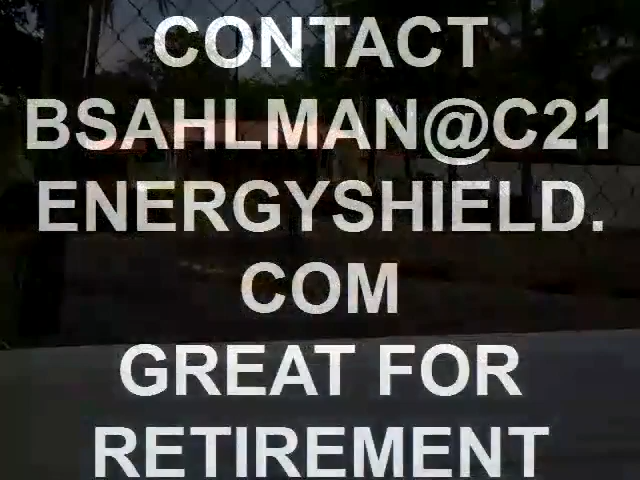 CONTACT
BSAHLMAN@C21
ENERGYSHIELD.
COM
GREAT FOR
RETIREMENT